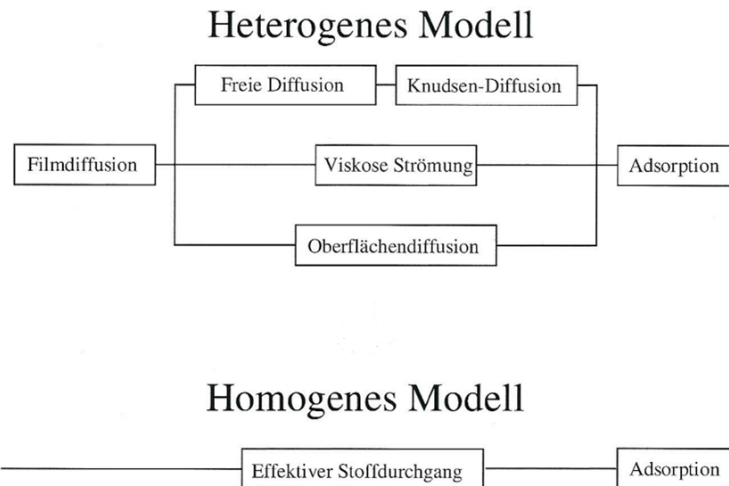 Heterogenes Modell
Freie Diffusion
Knudsen-Diffusion
Filmdiffusion
Viskose Strömung
Adsorption
Oberflächendiffusion
Homogenes Modell
Effektiver Stoffdurchgang
Adsorption